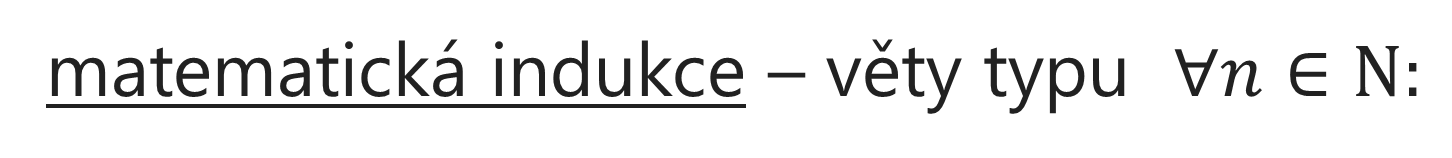 matematická indukce – věty typu ∀n ∈ N: